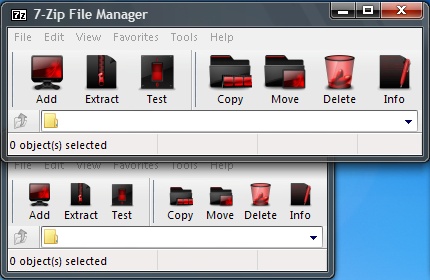 7z 7-Zip File Manager
File Edit View Favorites Tools Help
Add Extract Test Copy Move Delete Info
0 object(s) selected
File Edit View Favorites Tools Help
Add Extract Test Copy Move Delete Info
0 object(s) selected